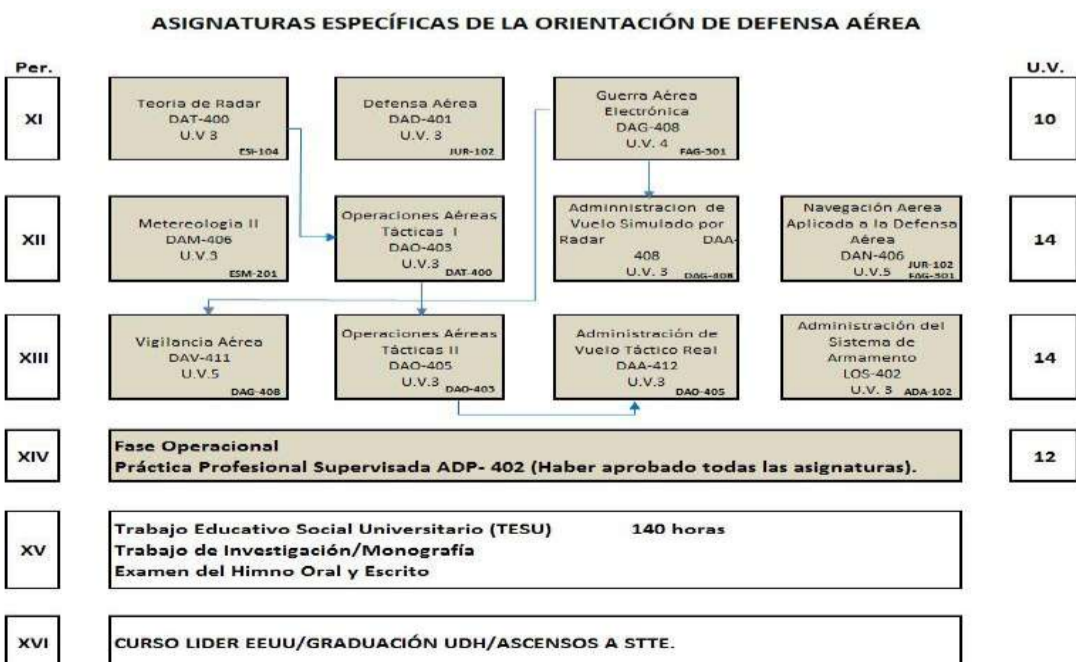 ASIGNATURAS ESPECÍFICAS DE LA ORIENTACIÓN DE DEFENSA AÉREA
Per.
U.V.
XI
Teoria de Radar
DAT-400
U.V 3
ESI-104
Defensa Aérea
DAD-401
U.V. 3
JUR-102
Guerra Aérea
Electrónica
DAG-408
U.V. 4
FAG-301
10
XII
Metereologia II
DAM-406
U.V.3
ESM-201
Operaciones Aéreas
Tácticas I
DAO-403
U.V.3
DAT-400
Adminnistracion de
Vuelo Simulado por
Radar DAA-
408
U.V. 3
DAG-408
Navegación Aerea
Aplicada a la Defensa
Aérea
DAN-406
U.V.5
JUR-102
FAG-301
14
XIII
Vigilancia Aérea
DAV-411
U.V.5
DAG-408
Operaciones Aéreas
Tácticas II
DAO-405
U.V.3
DAO-403
Administración de
Vuelo Táctico Real
DAA-412
U.V.3
DAO-405
Administración del
Sistema de
Armamento
LOS-402
U.V. 3
ADA-102
14
XIV
Fase Operacional
Práctica Profesional Supervisada ADP- 402 (Haber aprobado todas las asignaturas).
12
XV
Trabajo Educativo Social Universitario (TESU) 140 horas
Trabajo de Investigación/Monografía
Examen del Himno Oral y Escrito
XVI
CURSO LIDER EEUU/GRADUACIÓN UDH/ASCENSOS A STTE.